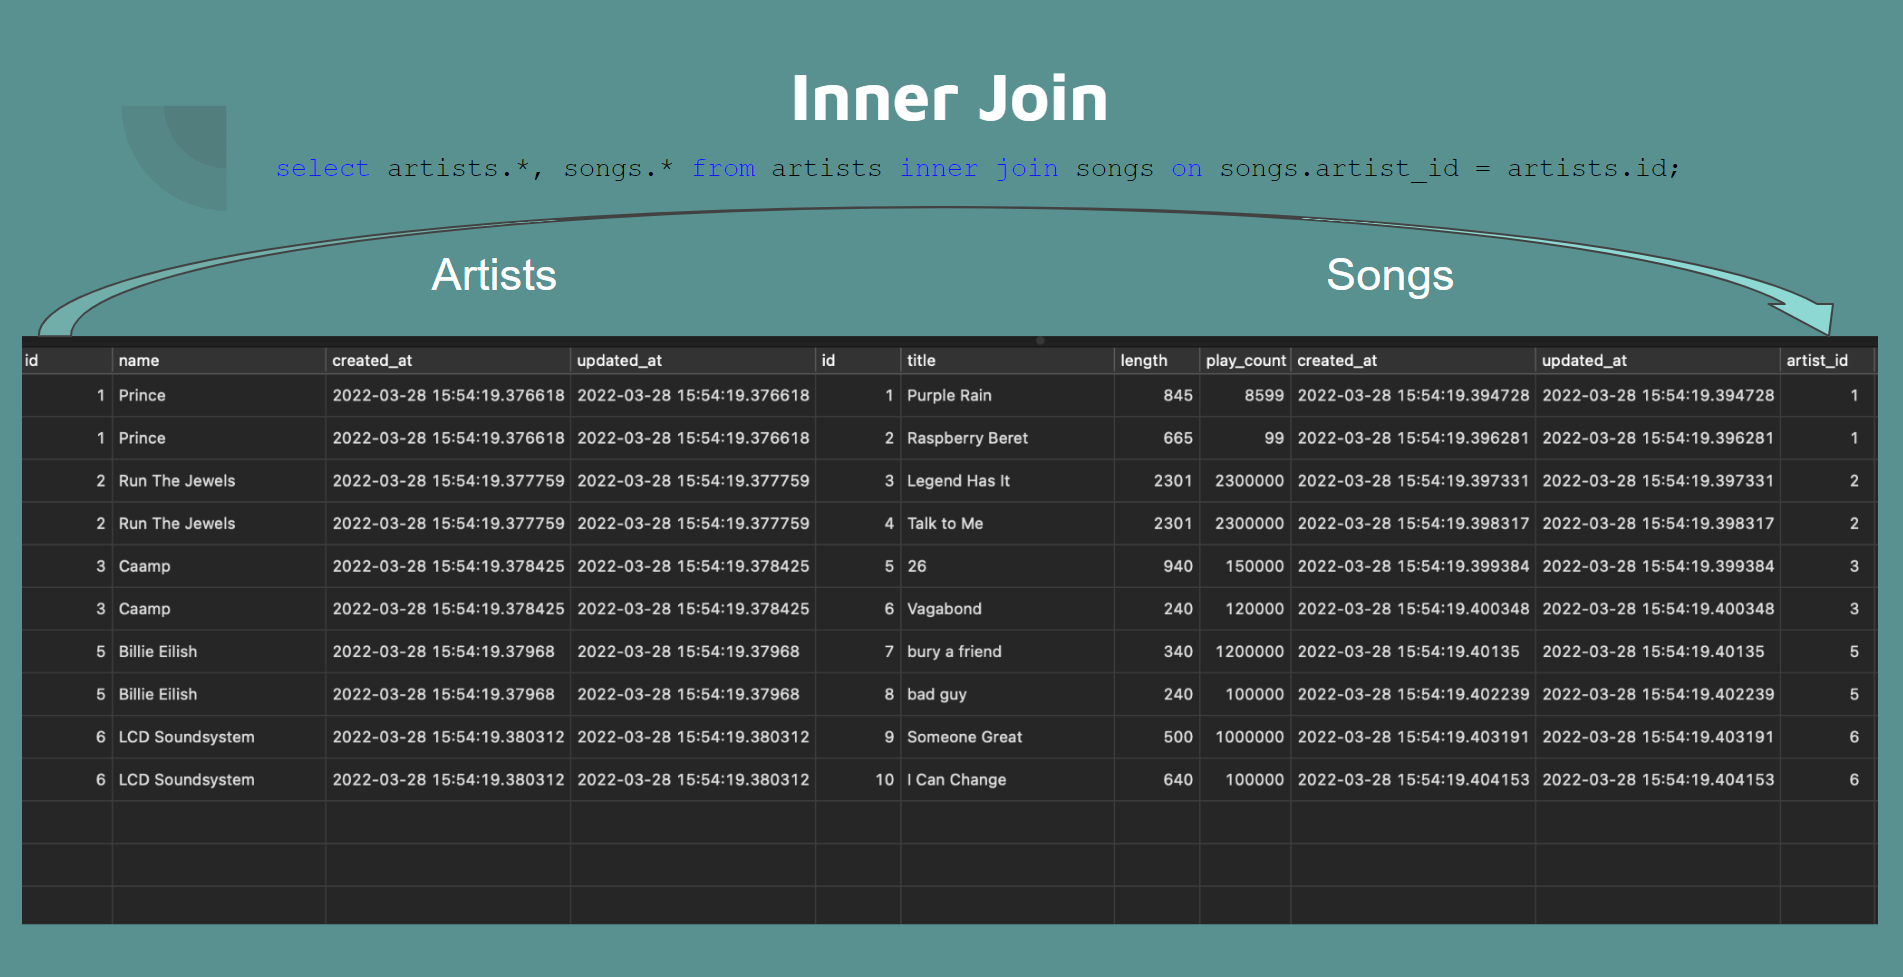 Inner Join
select artists.*, songs.* from artists inner join songs on songs.artist_id = artists.id;
Artists Songs
id name created_at updated_at id title length play_count created_at updated_at artist_id
1 Prince 2022-03-28 15:54:19.376618 2022-03-28 15:54:19.376618 1 Purple Rain 845 8599 2022-03-28 15:54:19.394728 2022-03-28 15:54:19.394728 1
1 Prince 2022-03-28 15:54:19.376618 2022-03-28 15:54:19.376618 2 Raspberry Beret 665 99 2022-03-28 15:54:19.396281 2022-03-28 15:54:19.396281 1
2 Run The Jewels 2022-03-28 15:54:19.377759 2022-03-28 15:54:19.377759 3 Legend Has It 2301 2300000 2022-03-28 15:54:19.397331 2022-03-28 15:54:19.397331 2
2 Run The Jewels 2022-03-28 15:54:19.377759 2022-03-28 15:54:19.377759 4 Talk to Me 2301 2300000 2022-03-28 15:54:19.398317 2022-03-28 15:54:19.398317 2
3 Caamp 2022-03-28 15:54:19.378425 2022-03-28 15:54:19.378425 5 26 940 150000 2022-03-28 15:54:19.399384 2022-03-28 15:54:19.399384 3
3 Caamp 2022-03-28 15:54:19.378425 2022-03-28 15:54:19.378425 6 Vagabond 240 120000 2022-03-28 15:54:19.400348 2022-03-28 15:54:19.400348 3
5 Billie Eilish 2022-03-28 15:54:19.37968 2022-03-28 15:54:19.37968 7 bury a friend 340 1200000 2022-03-28 15:54:19.40135 2022-03-28 15:54:19.40135 5
5 Billie Eilish 2022-03-28 15:54:19.37968 2022-03-28 15:54:19.37968 8 bad guy 240 100000 2022-03-28 15:54:19.402239 2022-03-28 15:54:19.402239 5
6 LCD Soundsystem 2022-03-28 15:54:19.380312 2022-03-28 15:54:19.380312 9 Someone Great 500 1000000 2022-03-28 15:54:19.403191 2022-03-28 15:54:19.403191 6
6 LCD Soundsystem 2022-03-28 15:54:19.380312 2022-03-28 15:54:19.380312 10 I Can Change 640 100000 2022-03-28 15:54:19.404153 2022-03-28 15:54:19.404153 6